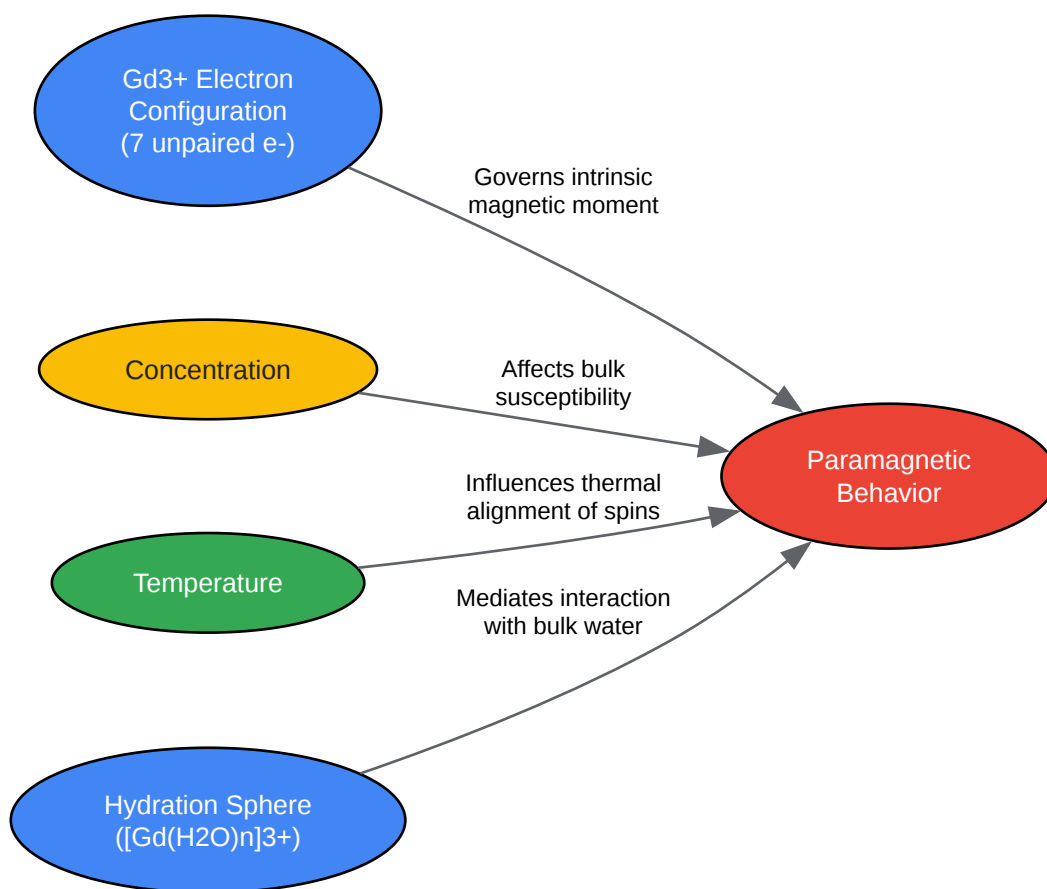 Gd3+ Electron
Configuration
(7 unpaired e-)
Governs intrinsic
magnetic moment
Concentration
Affects bulk
susceptibility
Paramagnetic
Behavior
Influences thermal
alignment of spins
Temperature
Mediates interaction
with bulk water
Hydration Sphere
([Gd(H2O)n]3+)